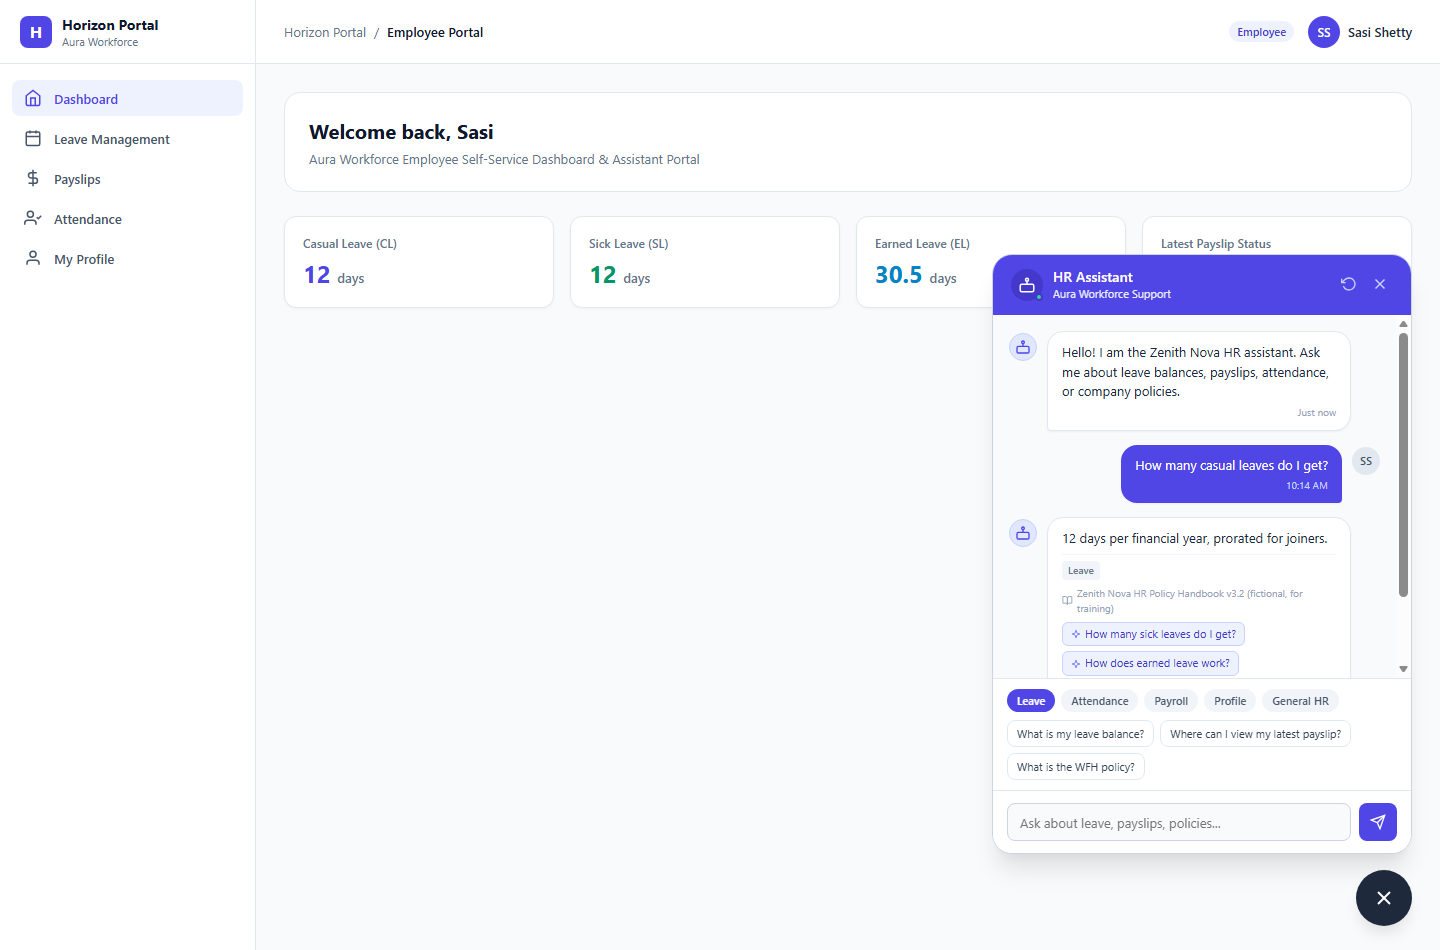 H
Horizon Portal
Aura Workforce
Horizon Portal / Employee Portal
Employee
SS
Sasi Shetty
Dashboard
Leave Management
Payslips
Attendance
My Profile
Welcome back, Sasi
Aura Workforce Employee Self-Service Dashboard & Assistant Portal
Casual Leave (CL)
12 days
Sick Leave (SL)
12 days
Earned Leave (EL)
30.5 days
Latest Payslip Status
HR Assistant
Aura Workforce Support
Hello! I am the Zenith Nova HR assistant. Ask
me about leave balances, payslips, attendance,
or company policies.
Just now
How many casual leaves do I get?
10:14 AM
SS
12 days per financial year, prorated for joiners.
Leave
Zenith Nova HR Policy Handbook v3.2 (fictional, for
training)
How many sick leaves do I get?
How does earned leave work?
Leave
Attendance
Payroll
Profile
General HR
What is my leave balance?
Where can I view my latest payslip?
What is the WFH policy?
Ask about leave, payslips, policies...